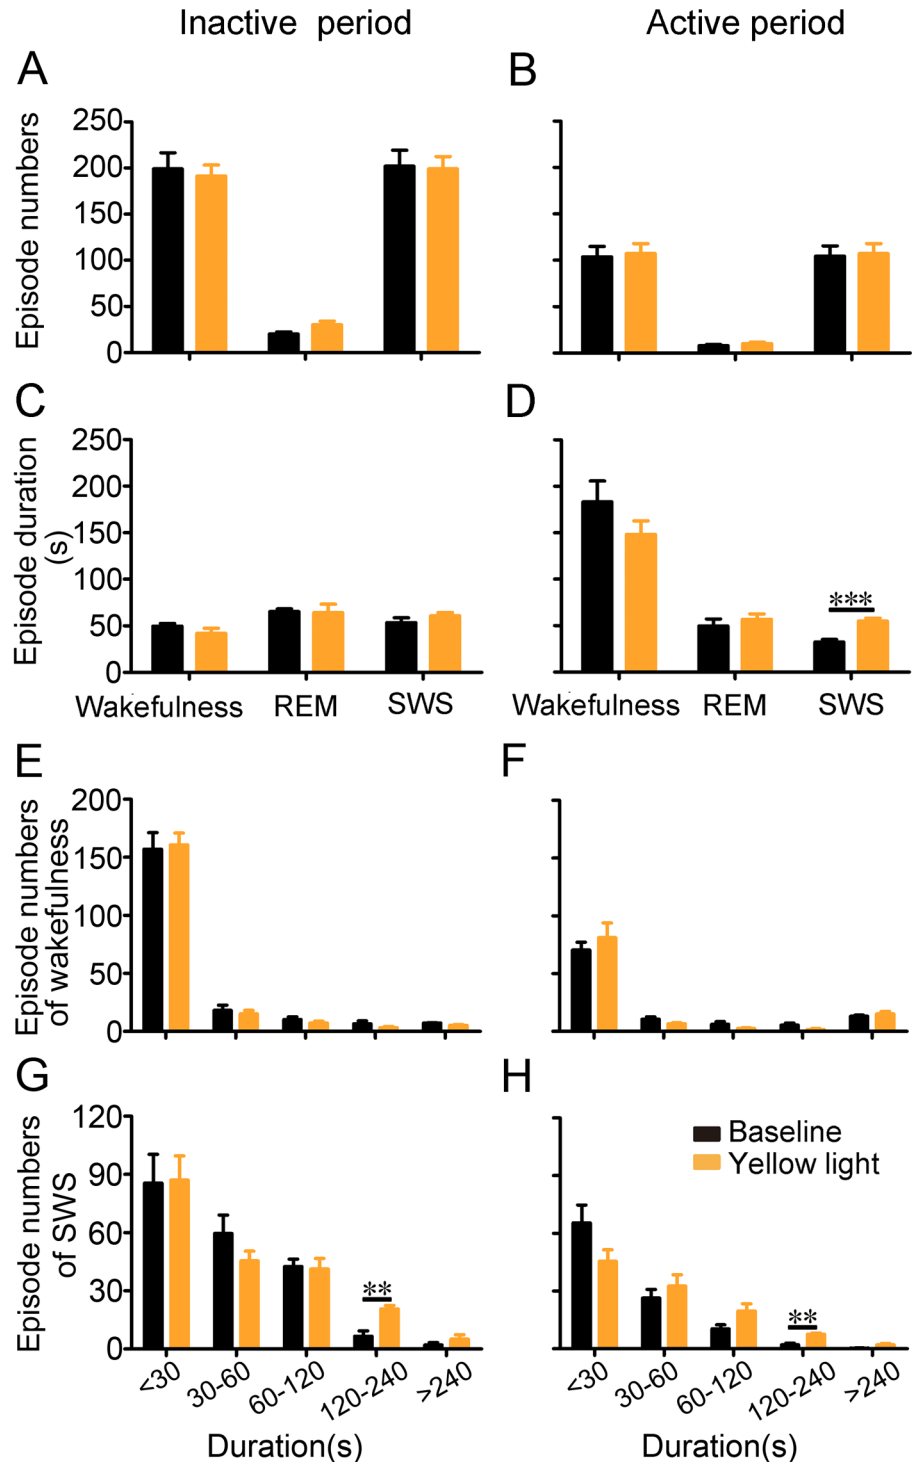 Inactive period
Active period
A
B
Episode numbers
250
200
150
100
50
0
C
D
Episode duration
(s)
250
200
150
100
50
0
***
Wakefulness REM SWS
Wakefulness REM SWS
E
F
Episode numbers
of wakefulness
200
150
100
50
0
G
H
Episode numbers
of SWS
120
90
60
30
0
**
**
Baseline
Yellow light
<30 30-60 60-120 120-240 >240
<30 30-60 60-120 120-240 >240
Duration(s)
Duration(s)